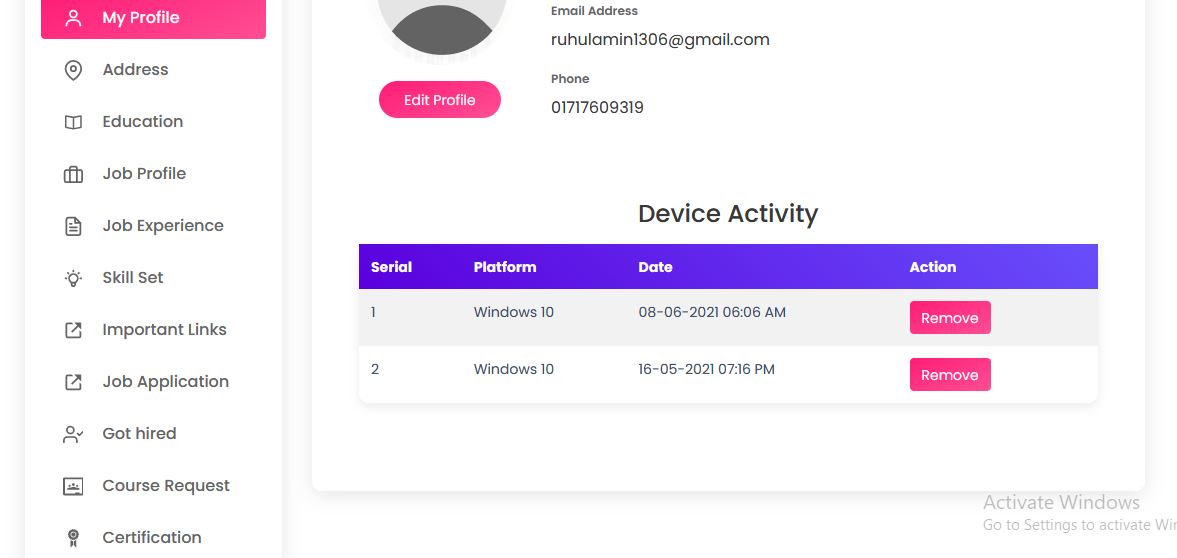 My Profile
Address
Education
Job Profile
Job Experience
Skill Set
Important Links
Job Application
Got hired
Course Request
Certification
Edit Profile
Email Address
ruhulamin1306@gmail.com
Phone
01717609319
Device Activity
Serial Platform Date Action
1 Windows 10 08-06-2021 06:06 AM Remove
2 Windows 10 16-05-2021 07:16 PM Remove
Activate Windows
Go to Settings to activate Wi